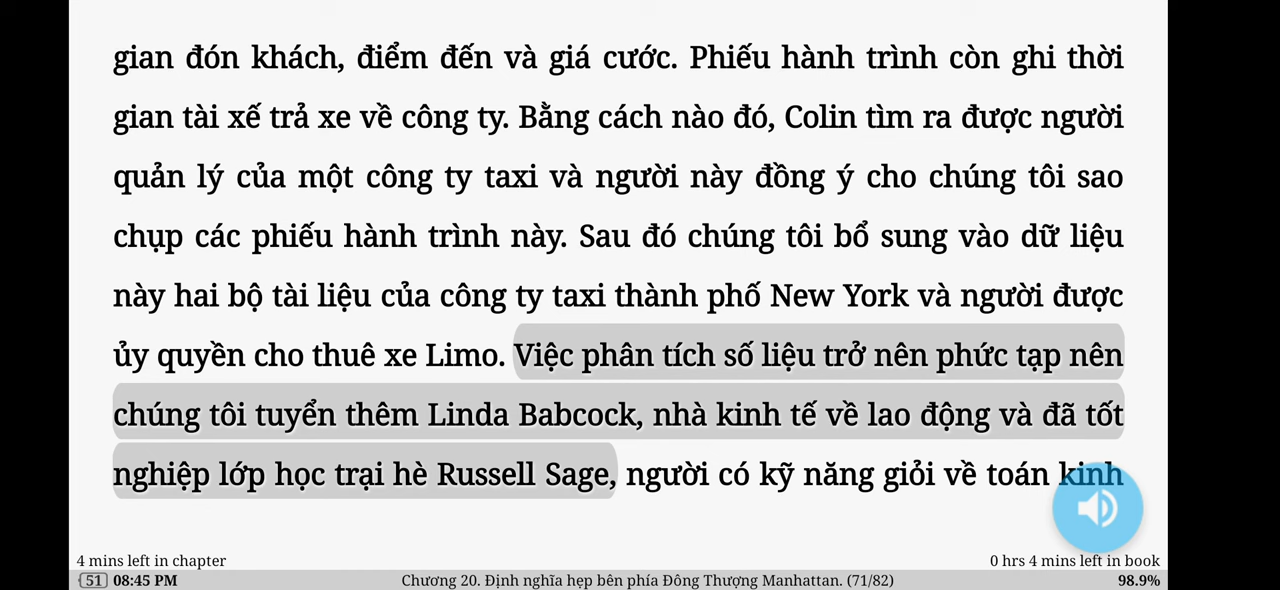 gian đón khách, điểm đến và giá cước. Phiếu hành trình còn ghi thời
gian tài xế trả xe về công ty. Bằng cách nào đó, Colin tìm ra được người
quản lý của một công ty taxi và người này đồng ý cho chúng tôi sao
chụp các phiếu hành trình này. Sau đó chúng tôi bổ sung vào dữ liệu
này hai bộ tài liệu của công ty taxi thành phố New York và người được
ủy quyền cho thuê xe Limo. Việc phân tích số liệu trở nên phức tạp nên
chúng tôi tuyển thêm Linda Babcock, nhà kinh tế về lao động và đã tốt
nghiệp lớp học trại hè Russell Sage, người có kỹ năng giỏi về toán kinh
4 mins left in chapter
0 hrs 4 mins left in book
51 08:45 PM
Chương 20. Định nghĩa hẹp bên phía Đông Thượng Manhattan. (71/82)
98.9%